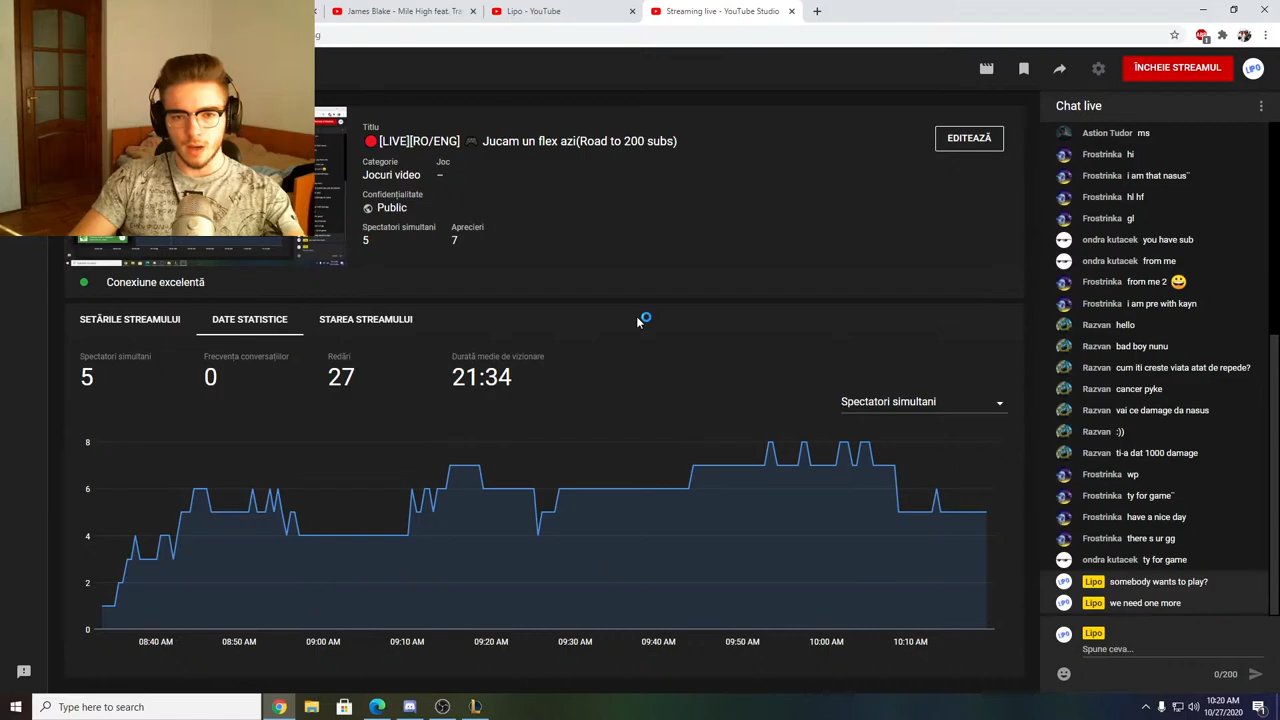 James Blake - Mile High feat. Tra
Lipo - YouTube
Streaming live - YouTube Studio
ÎNCHEIE STREAMUL
LIPO
Titlu
[LIVE][RO/ENG] 🎮 Jucam un flex azi(Road to 200 subs)
EDITEAZĂ
Categorie
Joc
Jocuri video
–
Confidențialitate
Public
Spectatori simultani
Aprecieri
5
7
Conexiune excelentă
SETĂRILE STREAMULUI
DATE STATISTICE
STAREA STREAMULUI
Spectatori simultani
Frecvența conversațiilor
Redări
Durată medie de vizionare
5
0
27
21:34
Spectatori simultani
8
6
4
2
0
08:40 AM
08:50 AM
09:00 AM
09:10 AM
09:20 AM
09:30 AM
09:40 AM
09:50 AM
10:00 AM
10:10 AM
Chat live
Astion Tudor ms
Frostrinka hi
Frostrinka i am that nasus¨
Frostrinka hl hf
Frostrinka gl
ondra kutacek you have sub
ondra kutacek from me
Frostrinka from me 2 😀
Frostrinka i am pre with kayn
Razvan hello
Razvan bad boy nunu
Razvan cum iti creste viata atat de repede?
Razvan cancer pyke
Razvan vai ce damage da nasus
Razvan :))
Razvan ti-a dat 1000 damage
Frostrinka wp
Frostrinka ty for game¨
Frostrinka have a nice day
Frostrinka there s ur gg
ondra kutacek ty for game
Lipo somebody wants to play?
Lipo we need one more
Lipo
Spune ceva...
0/200
Type here to search
10:20 AM
10/27/2020